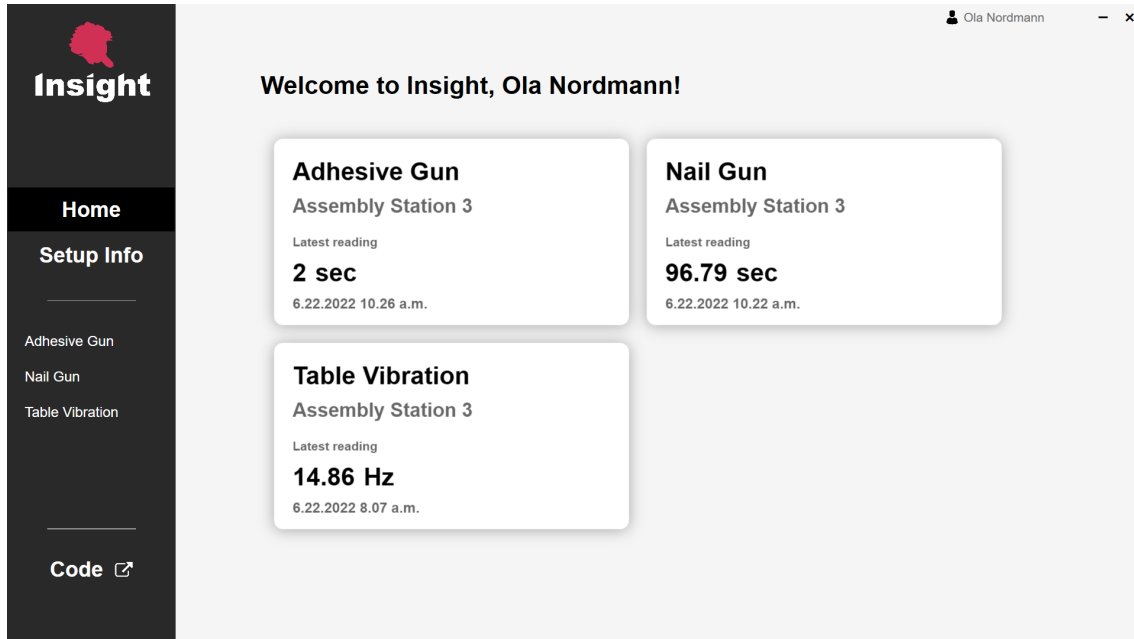 Ola Nordmann
Insight
Welcome to Insight, Ola Nordmann!
Home
Setup Info
Adhesive Gun
Nail Gun
Table Vibration
Code
Adhesive Gun
Assembly Station 3
Latest reading
2 sec
6.22.2022 10.26 a.m.
Nail Gun
Assembly Station 3
Latest reading
96.79 sec
6.22.2022 10.22 a.m.
Table Vibration
Assembly Station 3
Latest reading
14.86 Hz
6.22.2022 8.07 a.m.